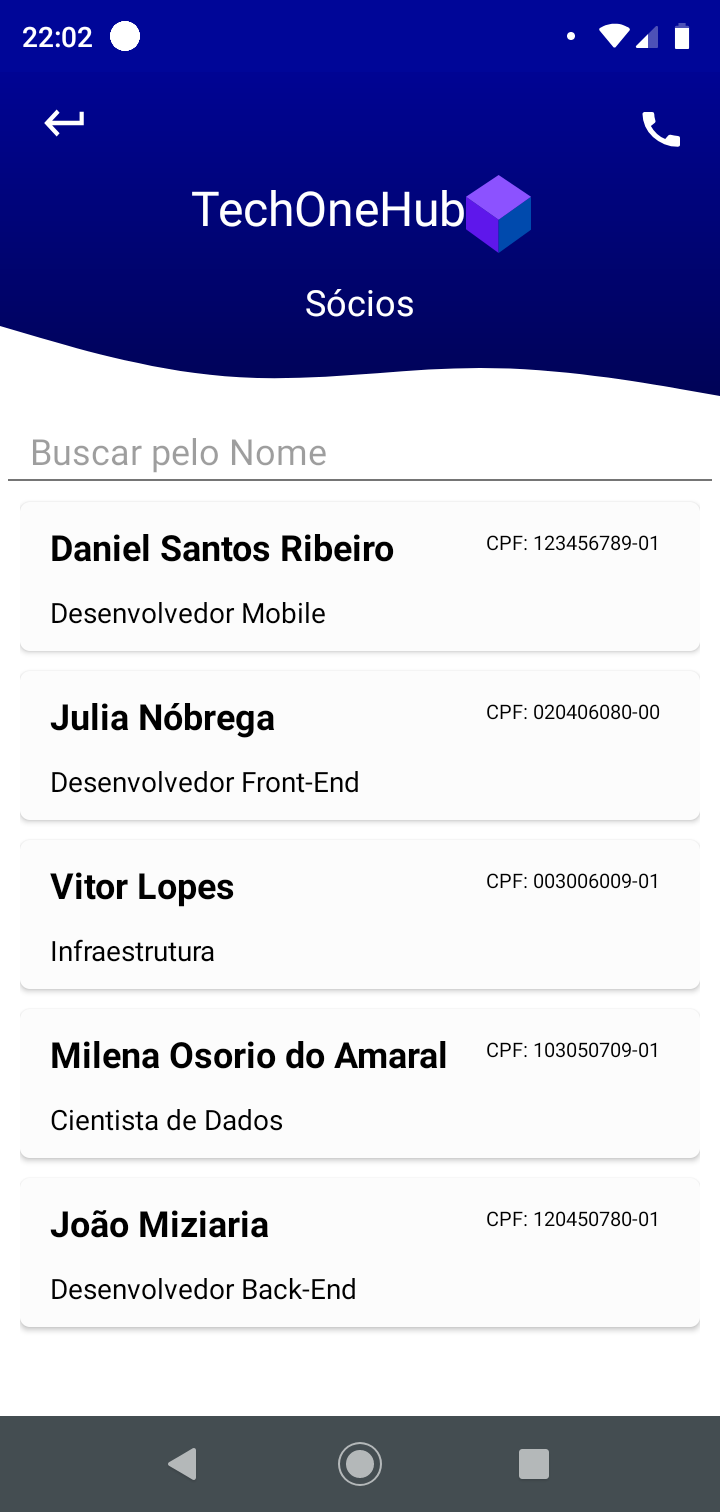 22:02
TechOneHub
Sócios
Buscar pelo Nome
Daniel Santos Ribeiro CPF: 123456789-01
Desenvolvedor Mobile
Julia Nóbrega CPF: 020406080-00
Desenvolvedor Front-End
Vitor Lopes CPF: 003006009-01
Infraestrutura
Milena Osorio do Amaral CPF: 103050709-01
Cientista de Dados
João Miziaria CPF: 120450780-01
Desenvolvedor Back-End